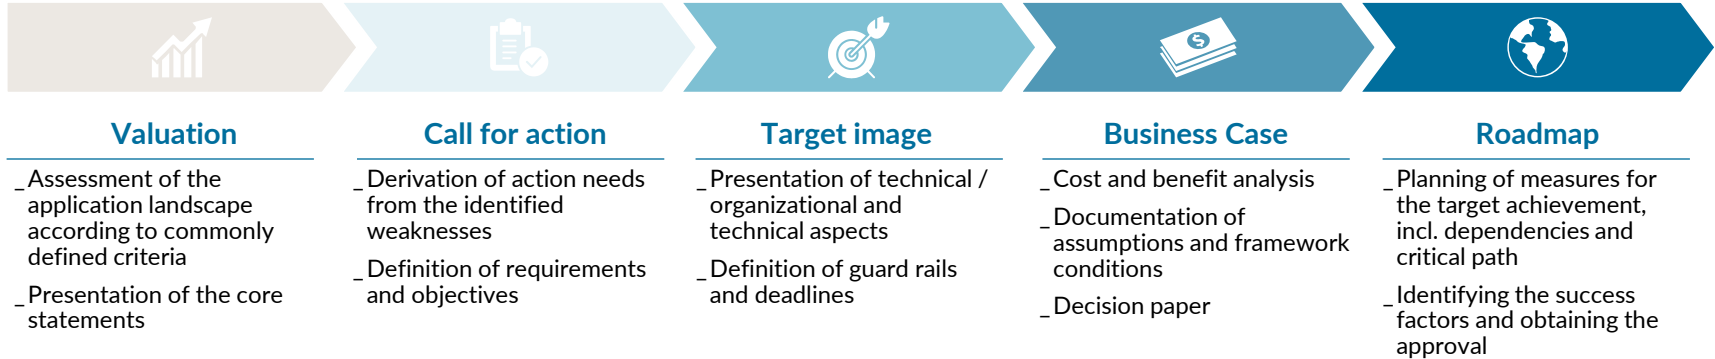 Valuation
_Assessment of the
application landscape
according to commonly
defined criteria
_Presentation of the core
statements
Call for action
_Derivation of action needs
from the identified
weaknesses
_Definition of requirements
and objectives
Target image
_Presentation of technical /
organizational and
technical aspects
_Definition of guard rails
and deadlines
$
Business Case
_Cost and benefit analysis
_Documentation of
assumptions and framework
conditions
_Decision paper
Roadmap
_Planning of measures for
the target achievement,
incl. dependencies and
critical path
_Identifying the success
factors and obtaining the
approval